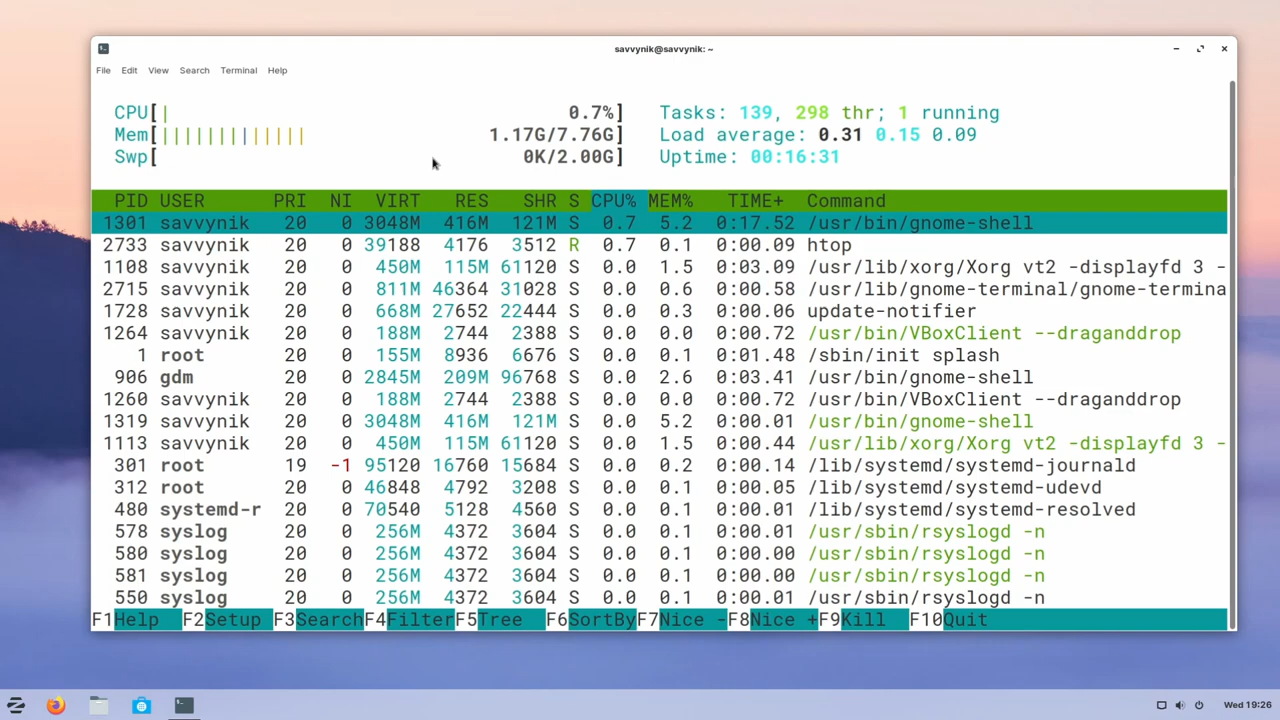 savvynik@savvynik: ~
File Edit View Search Terminal Help
CPU[| 0.7%] Tasks: 139, 298 thr; 1 running
Mem[||||||||||||| 1.17G/7.76G] Load average: 0.31 0.15 0.09
Swp[ 0K/2.00G] Uptime: 00:16:31
PID USER PRI NI VIRT RES SHR S CPU% MEM% TIME+ Command
1301 savvynik 20 0 3048M 416M 121M S 0.7 5.2 0:17.52 /usr/bin/gnome-shell
2733 savvynik 20 0 39188 4176 3512 R 0.7 0.1 0:00.09 htop
1108 savvynik 20 0 450M 115M 61120 S 0.0 1.5 0:03.09 /usr/lib/xorg/Xorg vt2 -displayfd 3 -
2715 savvynik 20 0 811M 46364 31028 S 0.0 0.6 0:00.58 /usr/lib/gnome-terminal/gnome-termina
1728 savvynik 20 0 668M 27652 22444 S 0.0 0.3 0:00.06 update-notifier
1264 savvynik 20 0 188M 2744 2388 S 0.0 0.0 0:00.72 /usr/bin/VBoxClient --draganddrop
1 root 20 0 155M 8936 6676 S 0.0 0.1 0:01.48 /sbin/init splash
906 gdm 20 0 2845M 209M 96768 S 0.0 2.6 0:03.41 /usr/bin/gnome-shell
1260 savvynik 20 0 188M 2744 2388 S 0.0 0.0 0:00.72 /usr/bin/VBoxClient --draganddrop
1319 savvynik 20 0 3048M 416M 121M S 0.0 5.2 0:00.00 /usr/bin/gnome-shell
1113 savvynik 20 0 450M 115M 61120 S 0.0 1.5 0:00.44 /usr/lib/xorg/Xorg vt2 -displayfd 3 -
301 root 19 -1 95120 16760 15684 S 0.0 0.2 0:00.14 /lib/systemd/systemd-journald
312 root 20 0 46848 4792 3208 S 0.0 0.1 0:00.05 /lib/systemd/systemd-udevd
480 systemd-r 20 0 70540 5128 4560 S 0.0 0.1 0:00.01 /lib/systemd/systemd-resolved
578 syslog 20 0 256M 4372 3604 S 0.0 0.1 0:00.01 /usr/sbin/rsyslogd -n
580 syslog 20 0 256M 4372 3604 S 0.0 0.1 0:00.00 /usr/sbin/rsyslogd -n
581 syslog 20 0 256M 4372 3604 S 0.0 0.1 0:00.00 /usr/sbin/rsyslogd -n
550 syslog 20 0 256M 4372 3604 S 0.0 0.1 0:00.01 /usr/sbin/rsyslogd -n
F1Help F2Setup F3SearchF4FilterF5Tree F6SortByF7Nice -F8Nice +F9Kill F10Quit
Wed 19:26